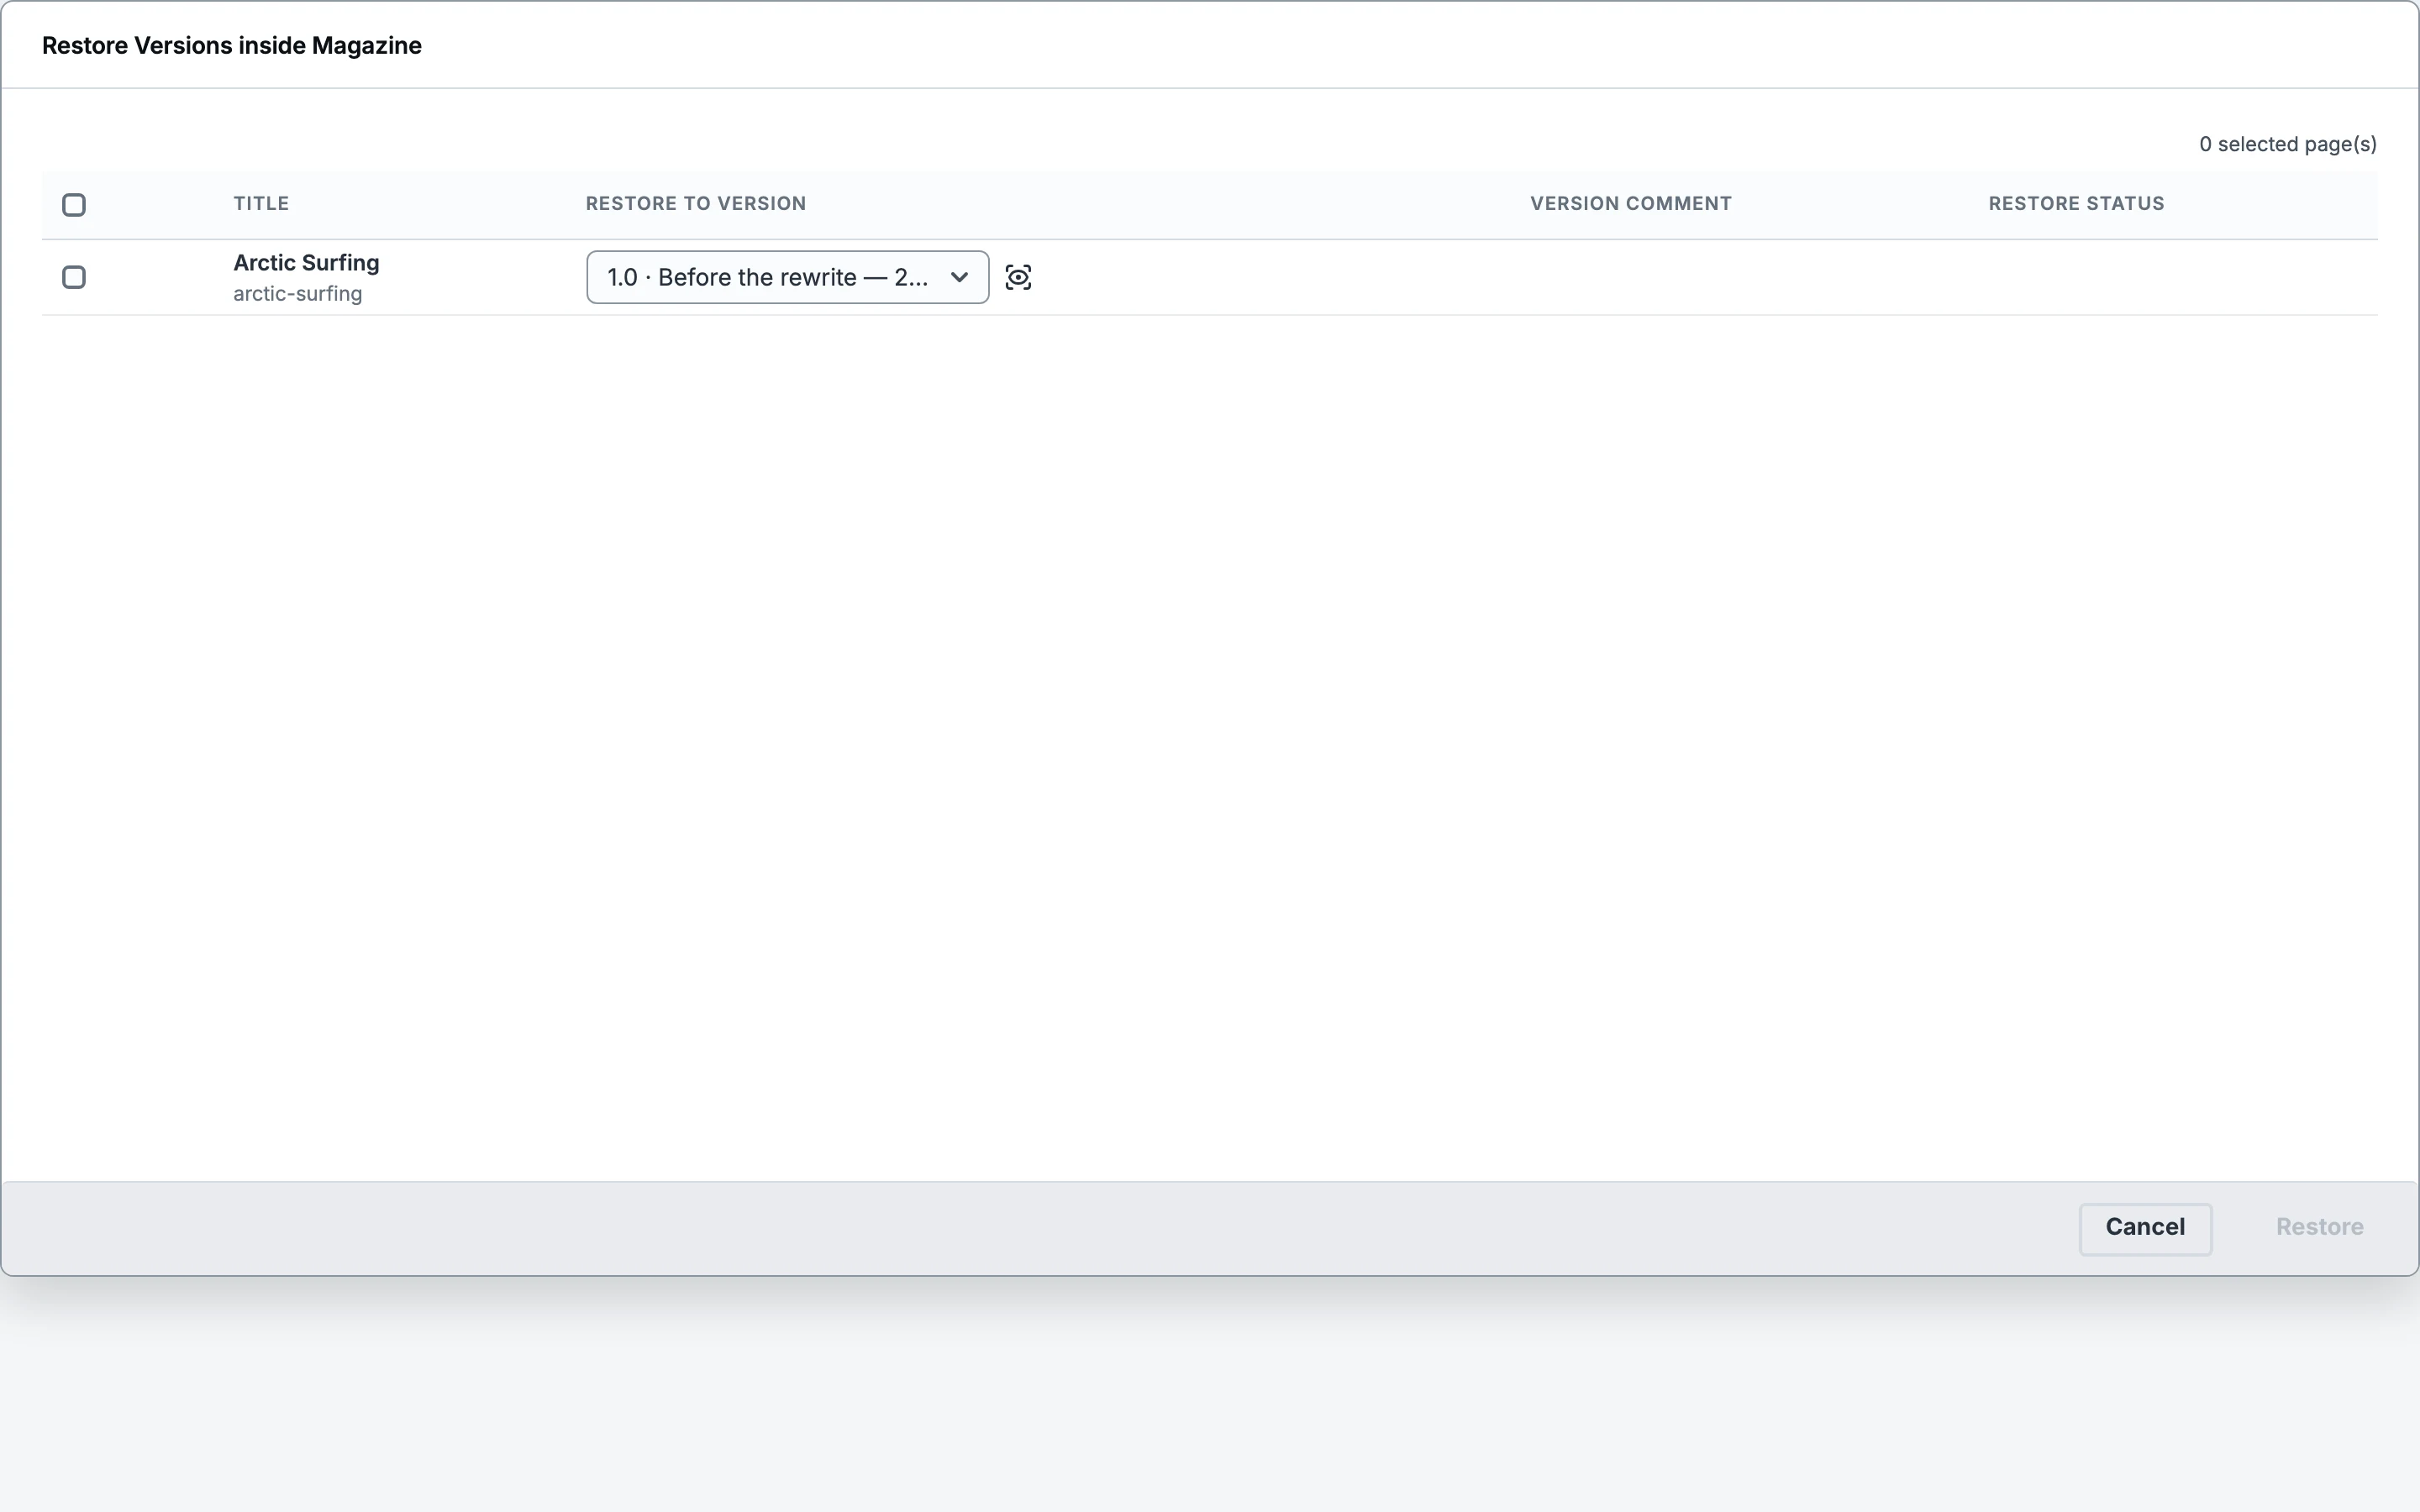 Restore Versions inside Magazine
0 selected page(s)
TITLE RESTORE TO VERSION VERSION COMMENT RESTORE STATUS
Arctic Surfing
arctic-surfing
1.0 · Before the rewrite — 2...
Cancel Restore